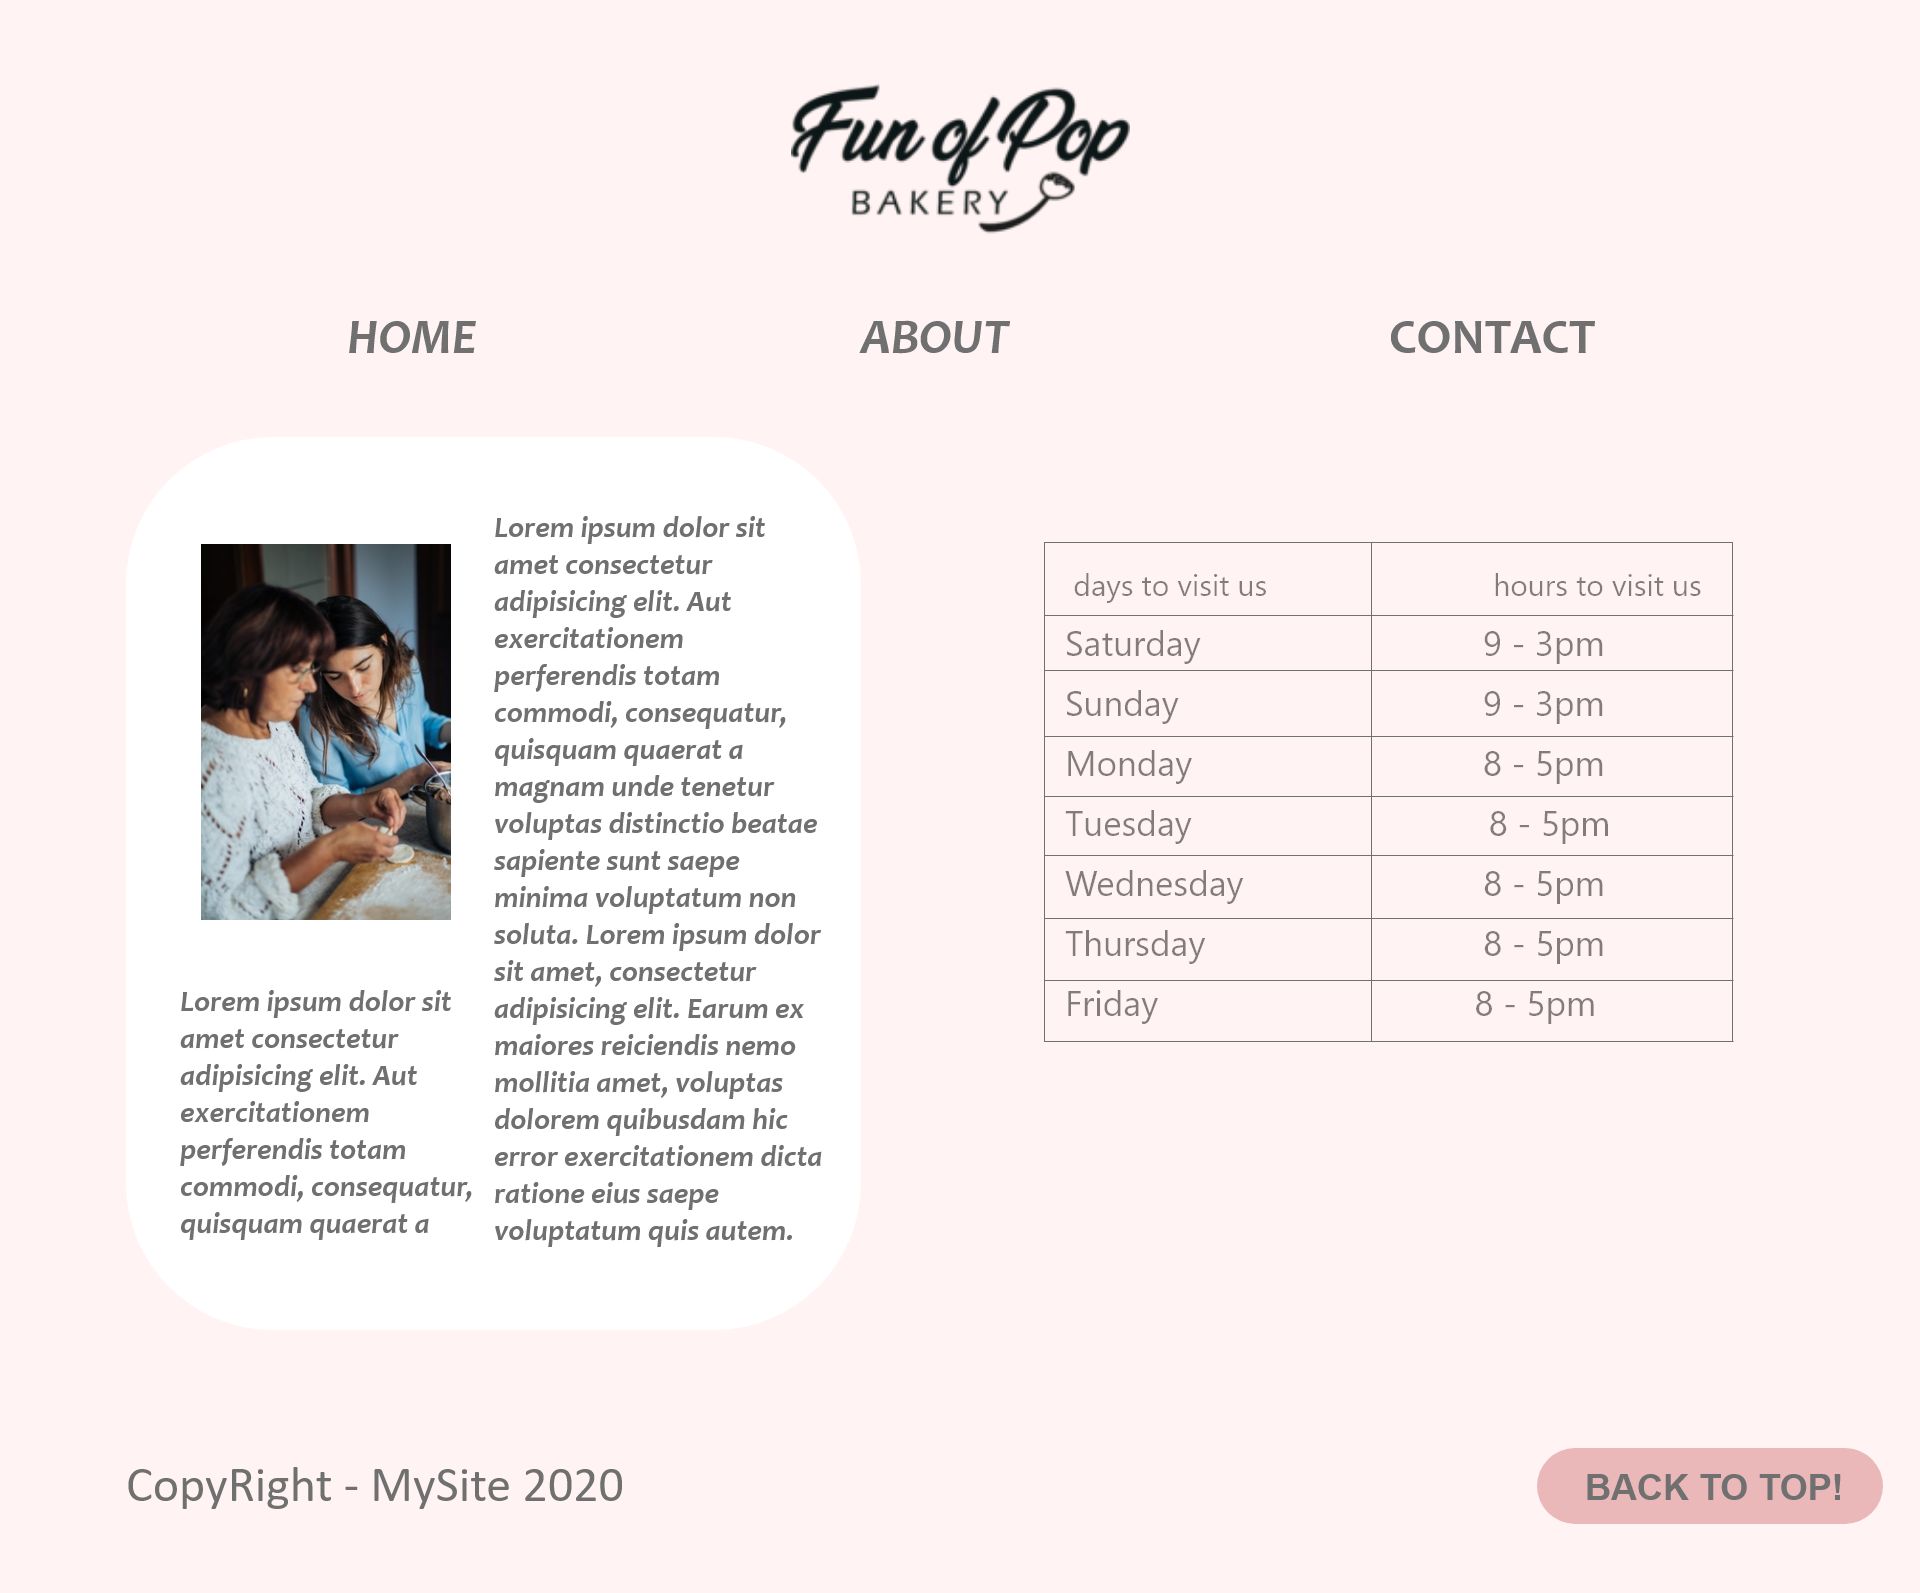 Fun of Pop
BAKERY
HOME
ABOUT
CONTACT
Lorem ipsum dolor sit
amet consectetur
adipisicing elit. Aut
exercitationem
perferendis totam
commodi, consequatur,
quisquam quaerat a
Lorem ipsum dolor sit
amet consectetur
adipisicing elit. Aut
exercitationem
perferendis totam
commodi, consequatur,
quisquam quaerat a
magnam unde tenetur
voluptas distinctio beatae
sapiente sunt saepe
minima voluptatum non
soluta. Lorem ipsum dolor
sit amet, consectetur
adipisicing elit. Earum ex
maiores reiciendis nemo
mollitia amet, voluptas
dolorem quibusdam hic
error exercitationem dicta
ratione eius saepe
voluptatum quis autem.
days to visit us hours to visit us
Saturday 9 - 3pm
Sunday 9 - 3pm
Monday 8 - 5pm
Tuesday 8 - 5pm
Wednesday 8 - 5pm
Thursday 8 - 5pm
Friday 8 - 5pm
CopyRight - MySite 2020
BACK TO TOP!